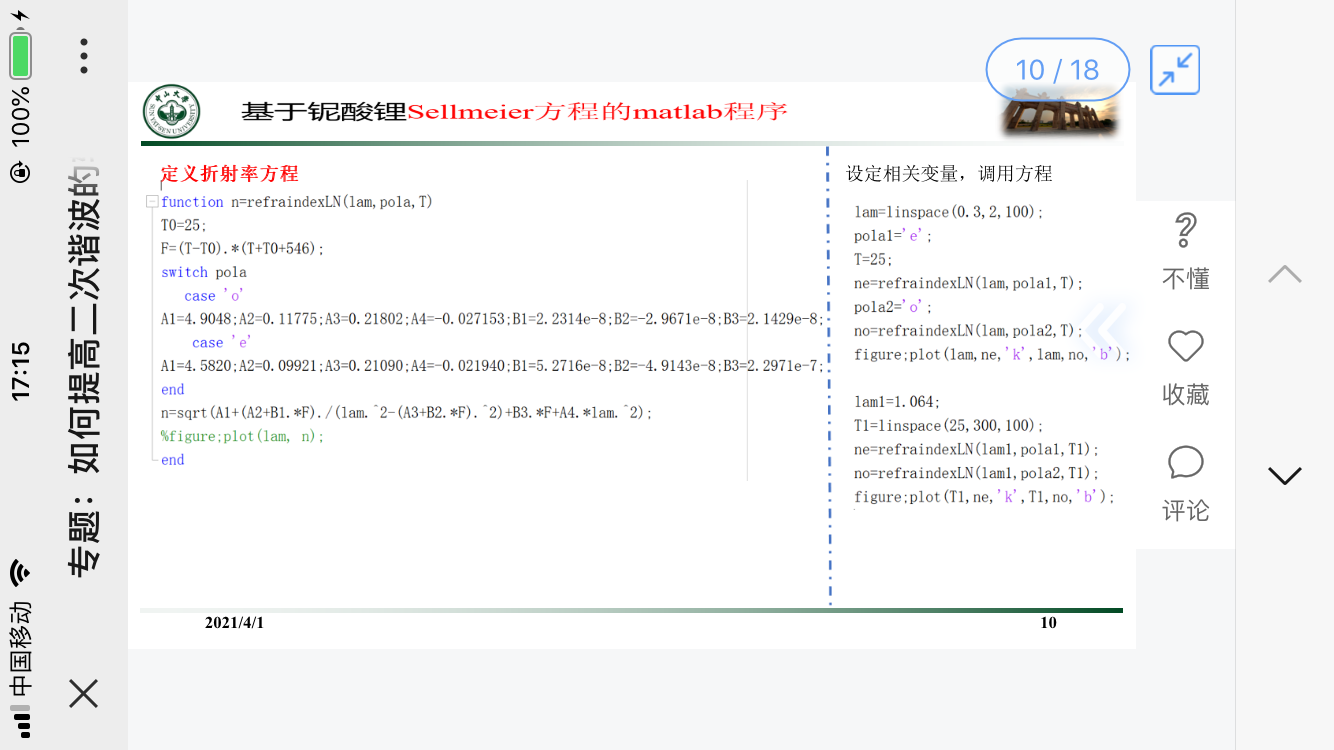 中国移动
17:15
100%
专题：如何提高二次谐波的
10 / 18
中山大学
SUN YAT-SEN UNIVERSITY
基于铌酸锂Sellmeier方程的matlab程序
定义折射率方程
function n=refraindexLN(lam,pola,T)
T0=25;
F=(T-T0).*(T+T0+546);
switch pola
case 'o'
A1=4.9048;A2=0.11775;A3=0.21802;A4=-0.027153;B1=2.2314e-8;B2=-2.9671e-8;B3=2.1429e-8;
case 'e'
A1=4.5820;A2=0.09921;A3=0.21090;A4=-0.021940;B1=5.2716e-8;B2=-4.9143e-8;B3=2.2971e-7;
end
n=sqrt(A1+(A2+B1.*F)./(lam.^2-(A3+B2.*F).^2)+B3.*F+A4.*lam.^2);
%figure;plot(lam, n);
end
设定相关变量，调用方程
lam=linspace(0.3,2,100);
pola1='e';
T=25;
ne=refraindexLN(lam,pola1,T);
pola2='o';
no=refraindexLN(lam,pola2,T);
figure;plot(lam,ne,'k',lam,no,'b');
lam1=1.064;
T1=linspace(25,300,100);
ne=refraindexLN(lam1,pola1,T1);
no=refraindexLN(lam1,pola2,T1);
figure;plot(T1,ne,'k',T1,no,'b');
2021/4/1
10
不懂
收藏
评论